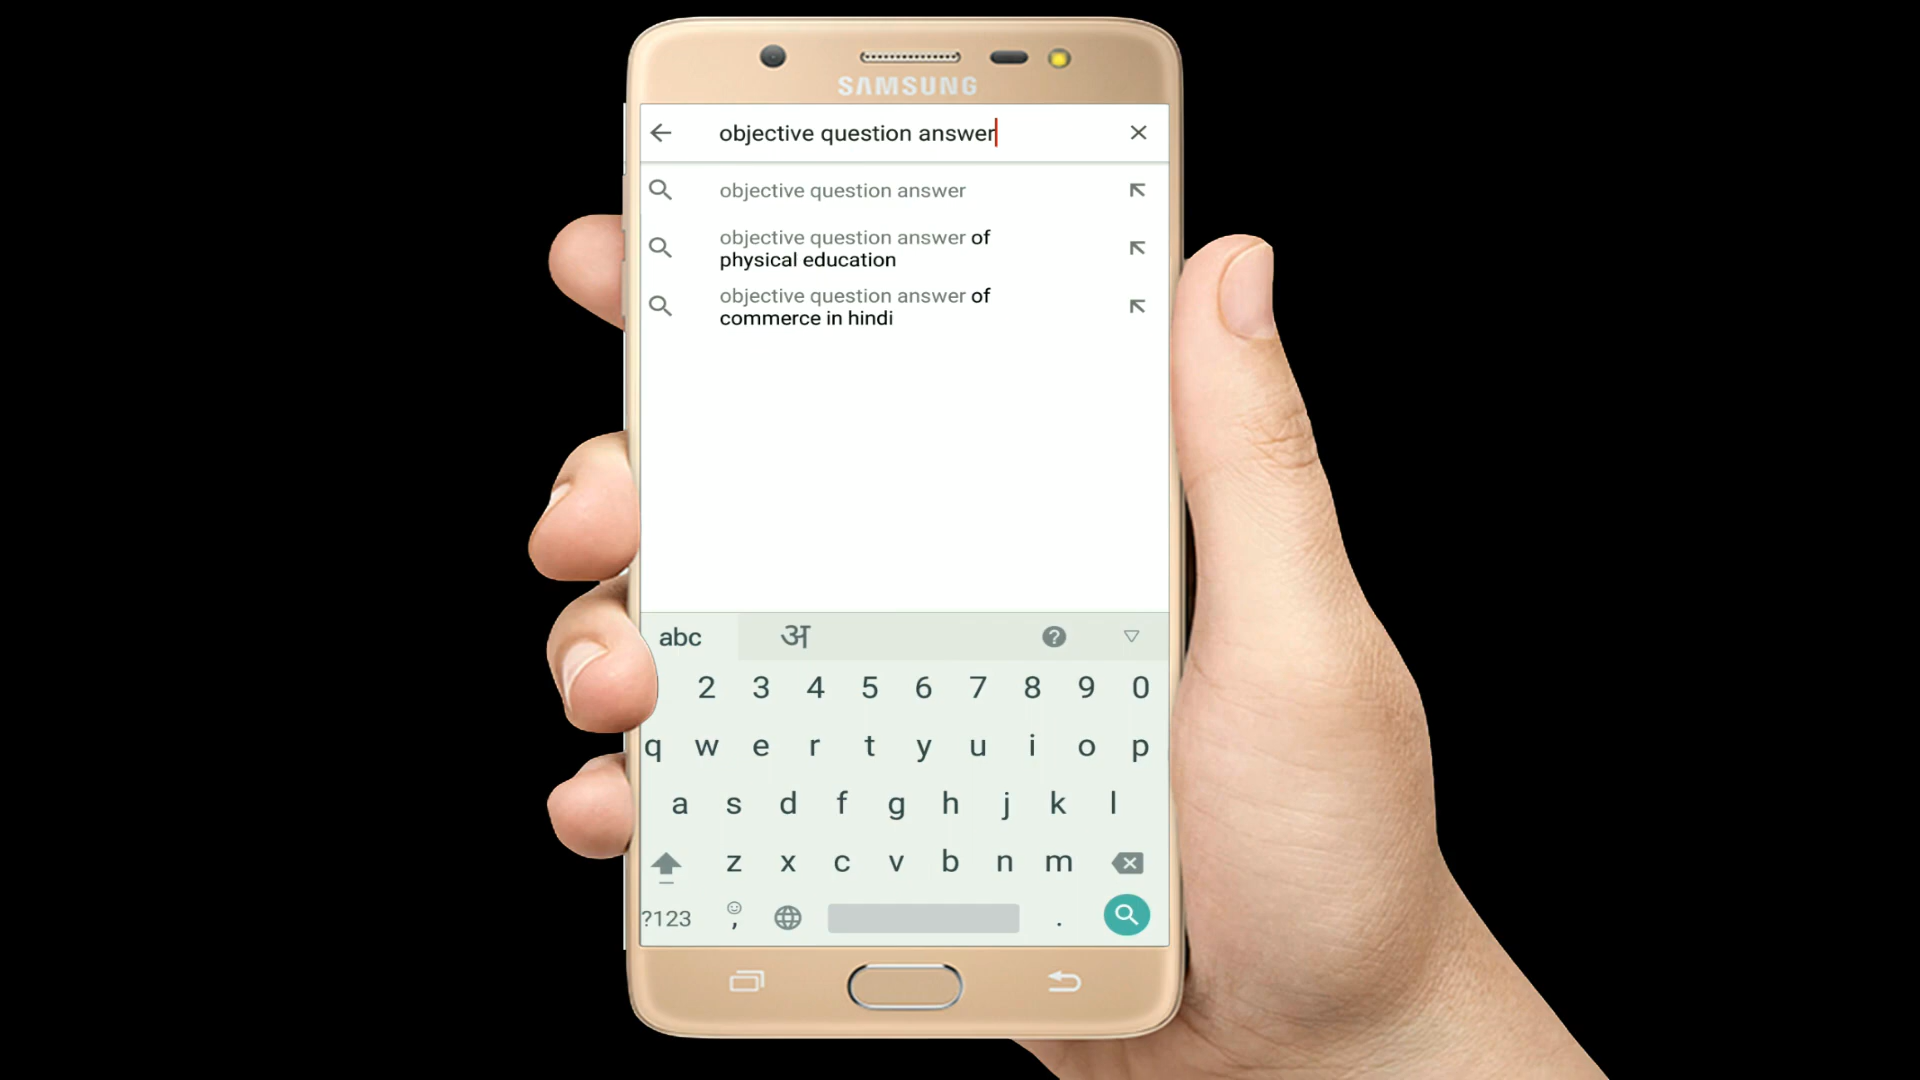 SAMSUNG
objective question answer
objective question answer
objective question answer of
physical education
objective question answer of
commerce in hindi
abc अ ?
2 3 4 5 6 7 8 9 0
q w e r t y u i o p
a s d f g h j k l
z x c v b n m
?123 , .